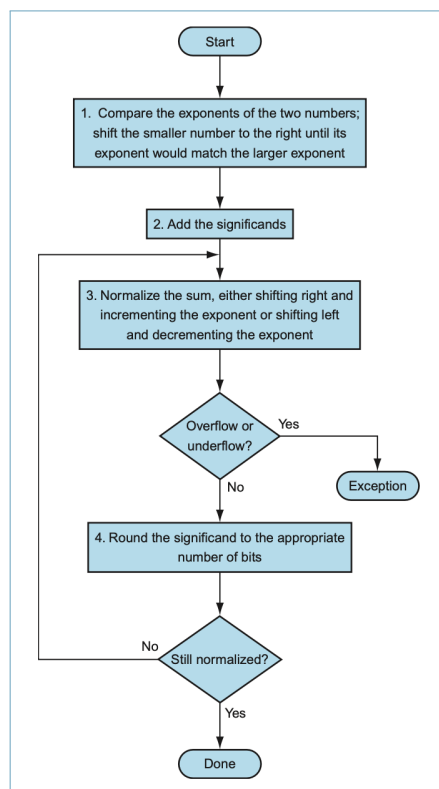 Start
1. Compare the exponents of the two numbers;
shift the smaller number to the right until its
exponent would match the larger exponent
2. Add the significands
3. Normalize the sum, either shifting right and
incrementing the exponent or shifting left
and decrementing the exponent
Overflow or
underflow?
Yes
No
Exception
4. Round the significand to the appropriate
number of bits
Still normalized?
No
Yes
Done